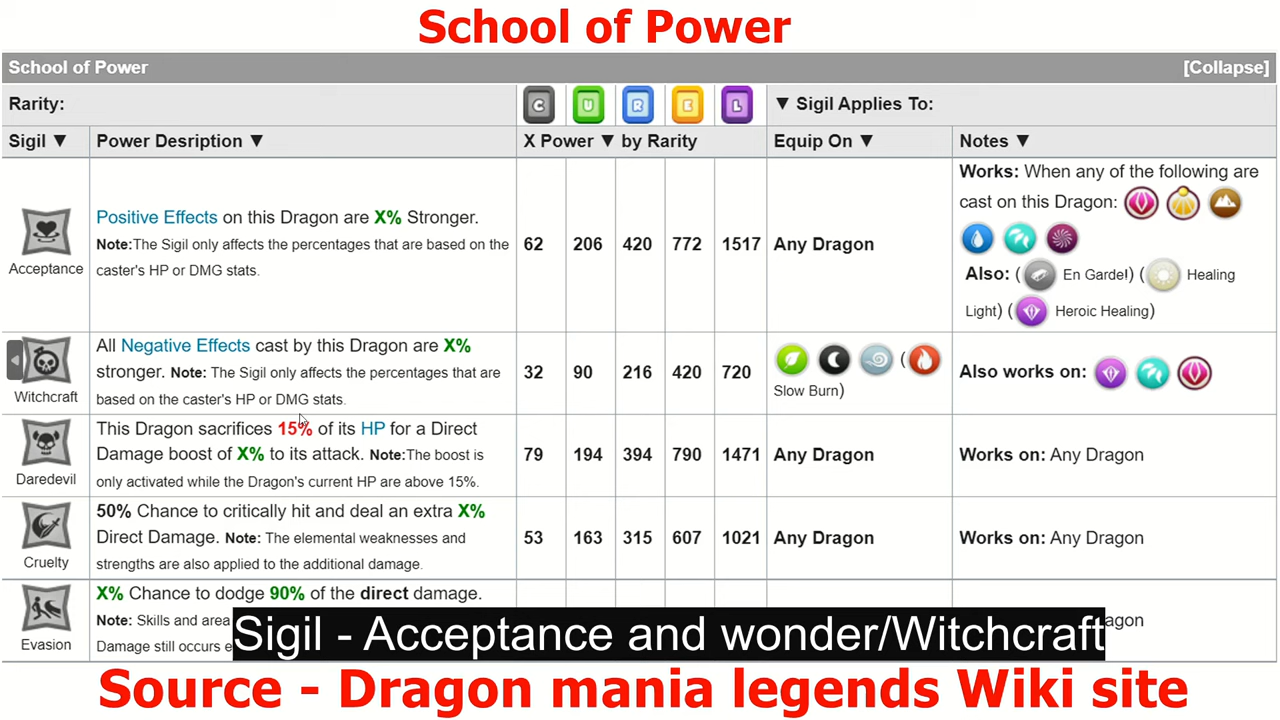 School of Power
School of Power [Collapse]
Rarity: C U R E L ▼ Sigil Applies To:
Sigil ▼ Power Desription ▼ X Power ▼ by Rarity Equip On ▼ Notes ▼
Acceptance
Positive Effects on this Dragon are X% Stronger.
Note:The Sigil only affects the percentages that are based on the
caster's HP or DMG stats.
62 206 420 772 1517 Any Dragon
Works: When any of the following are
cast on this Dragon:
Also: ( En Garde!) ( Healing
Light) ( Heroic Healing)
Witchcraft
All Negative Effects cast by this Dragon are X%
stronger. Note: The Sigil only affects the percentages that are
based on the caster's HP or DMG stats.
32 90 216 420 720
(
Slow Burn)
Also works on:
Daredevil
This Dragon sacrifices 15% of its HP for a Direct
Damage boost of X% to its attack. Note:The boost is
only activated while the Dragon's current HP are above 15%.
79 194 394 790 1471 Any Dragon Works on: Any Dragon
Cruelty
50% Chance to critically hit and deal an extra X%
Direct Damage. Note: The elemental weaknesses and
strengths are also applied to the additional damage.
53 163 315 607 1021 Any Dragon Works on: Any Dragon
Evasion
X% Chance to dodge 90% of the direct damage.
Note: Skills and area
Damage still occurs
Sigil - Acceptance and wonder/Witchcraft
Source - Dragon mania legends Wiki site